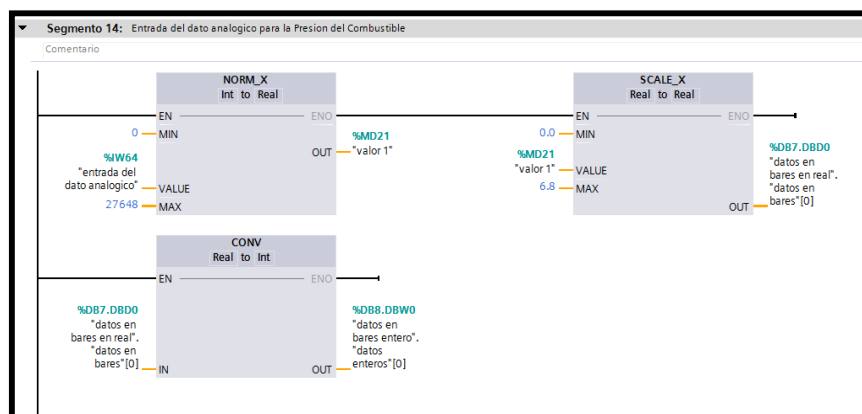 Segmento 14: Entrada del dato analogico para la Presion del Combustible
Comentario
NORM_X
Int to Real
EN
ENO
0
MIN
%MD21
OUT
"valor 1"
%IW64
"entrada del
dato analogico"
VALUE
27648
MAX
SCALE_X
Real to Real
EN
ENO
0.0
MIN
%MD21
"valor 1"
VALUE
6.8
MAX
%DB7.DBD0
"datos en
bares en real".
"datos en
bares"[0]
OUT
CONV
Real to Int
EN
ENO
%DB7.DBD0
"datos en
bares en real".
"datos en
bares"[0]
IN
%DB8.DBW0
"datos en
bares entero".
"datos
enteros"[0]
OUT